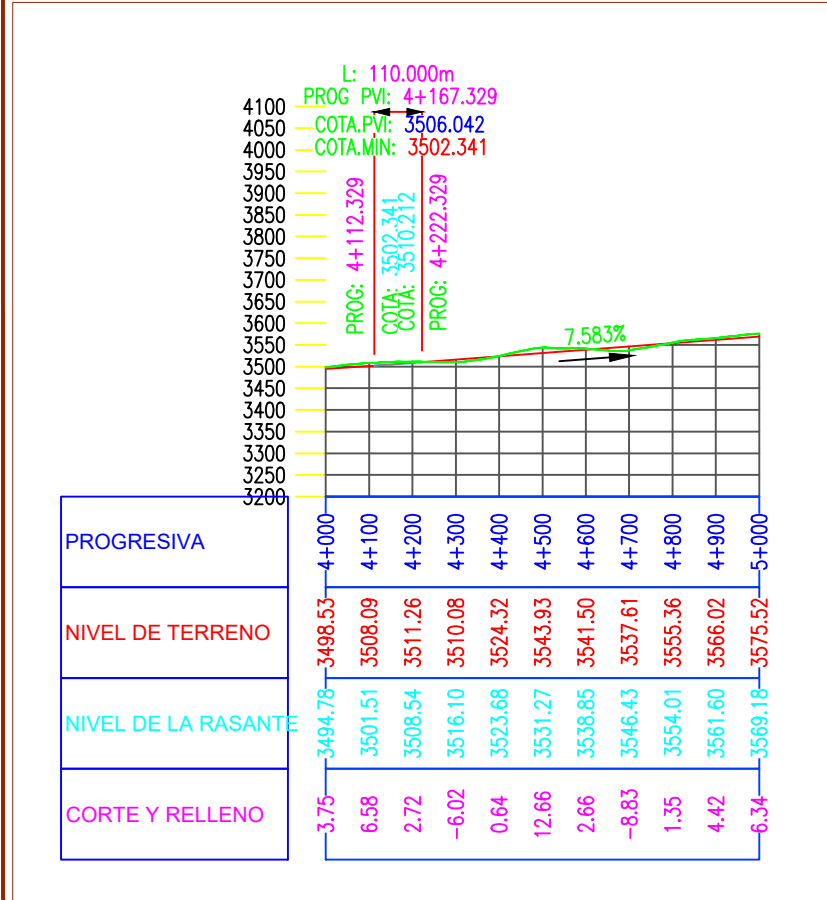 L: 110.000m
PROG PVI: 4+167.329
COTA.PVI: 3506.042
COTA.MIN: 3502.341
4100
4050
4000
3950
3900
3850
3800
3750
3700
3650
3600
3550
3500
3450
3400
3350
3300
3250
3200
PROG: 4+112.329
COTA: 3502.341
COTA: 3510.212
PROG: 4+222.329
7.583%
PROGRESIVA 4+000 4+100 4+200 4+300 4+400 4+500 4+600 4+700 4+800 4+900 5+000
NIVEL DE TERRENO 3498.53 3508.09 3511.26 3510.08 3524.32 3543.93 3541.50 3537.61 3555.36 3566.02 3575.52
NIVEL DE LA RASANTE 3494.78 3501.51 3508.54 3516.10 3523.68 3531.27 3538.85 3546.43 3554.01 3561.60 3569.18
CORTE Y RELLENO 3.75 6.58 2.72 -6.02 0.64 12.66 2.66 -8.83 1.35 4.42 6.34